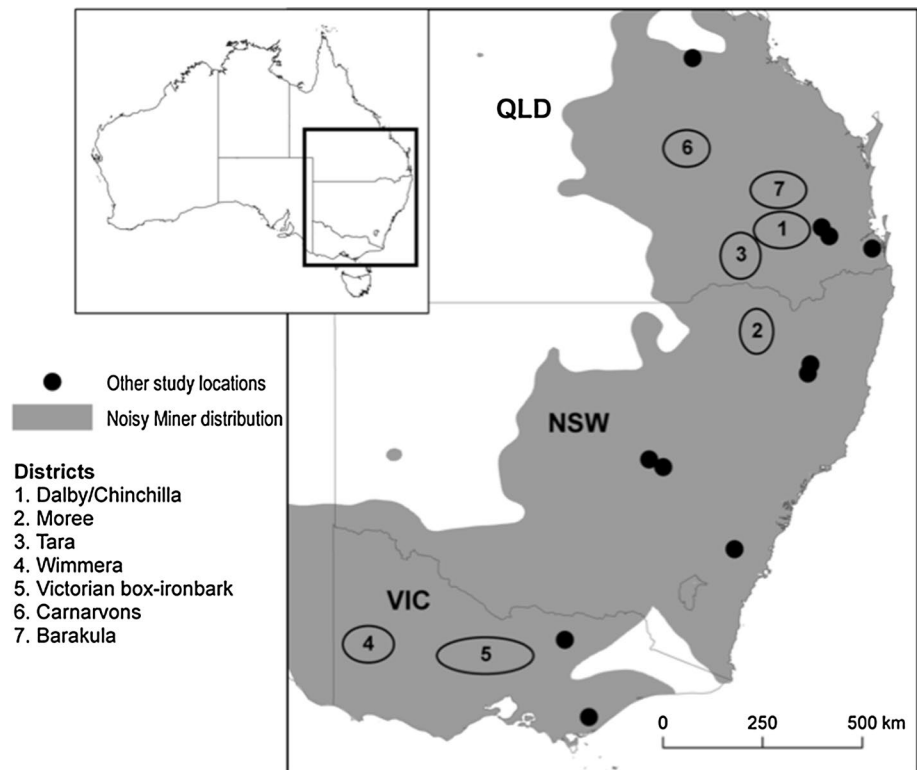 QLD
6
7
1
3
2
Other study locations
Noisy Miner distribution
NSW
Districts
1. Dalby/Chinchilla
2. Moree
3. Tara
4. Wimmera
5. Victorian box-ironbark
6. Carnarvons
7. Barakula
VIC
4
5
0 250 500 km